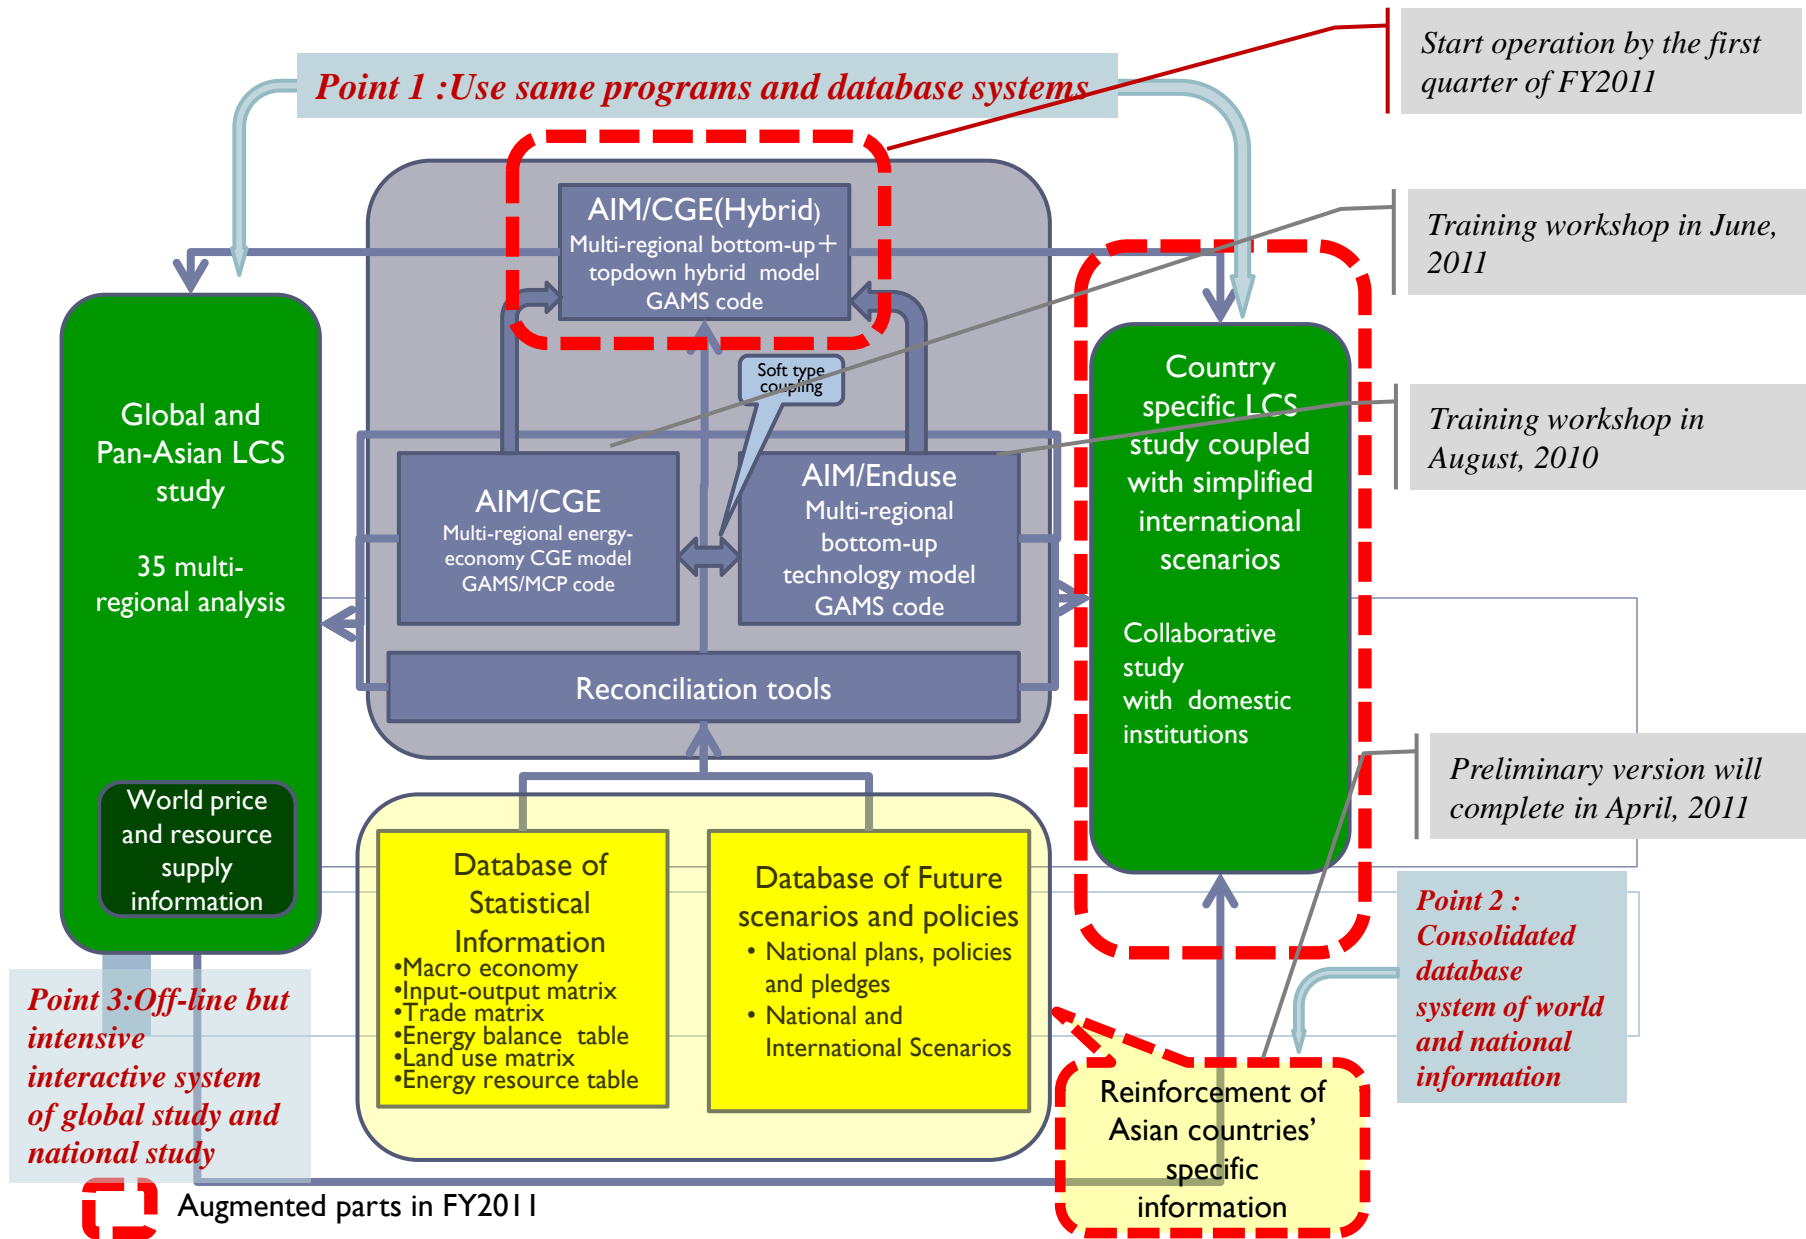 Point 1 :Use same programs and database systems
Start operation by the first
quarter of FY2011
AIM/CGE(Hybrid)
Multi-regional bottom-up+
topdown hybrid model
GAMS code
Training workshop in June,
2011
Soft type
coupling
Global and
Pan-Asian LCS
study
35 multi-
regional analysis
Country
specific LCS
study coupled
with simplified
international
scenarios
Collaborative
study
with domestic
institutions
Training workshop in
August, 2010
AIM/CGE
Multi-regional energy-
economy CGE model
GAMS/MCP code
AIM/Enduse
Multi-regional
bottom-up
technology model
GAMS code
Reconciliation tools
World price
and resource
supply
information
Preliminary version will
complete in April, 2011
Database of
Statistical
Information
•Macro economy
•Input-output matrix
•Trade matrix
•Energy balance table
•Land use matrix
•Energy resource table
Database of Future
scenarios and policies
• National plans, policies
and pledges
• National and
International Scenarios
Point 2 :
Consolidated
database
system of world
and national
information
Point 3:Off-line but
intensive
interactive system
of global study and
national study
Reinforcement of
Asian countries’
specific
information
Augmented parts in FY2011